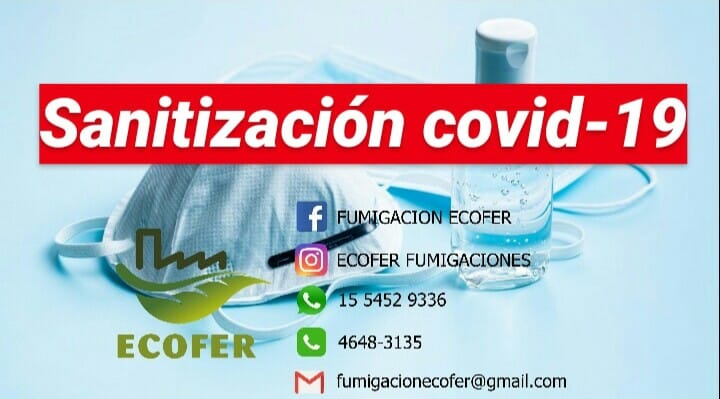 Sanitización covid-19
FUMIGACION ECOFER
ECOFER FUMIGACIONES
15 5452 9336
4648-3135
fumigacionecofer@gmail.com
ECOFER